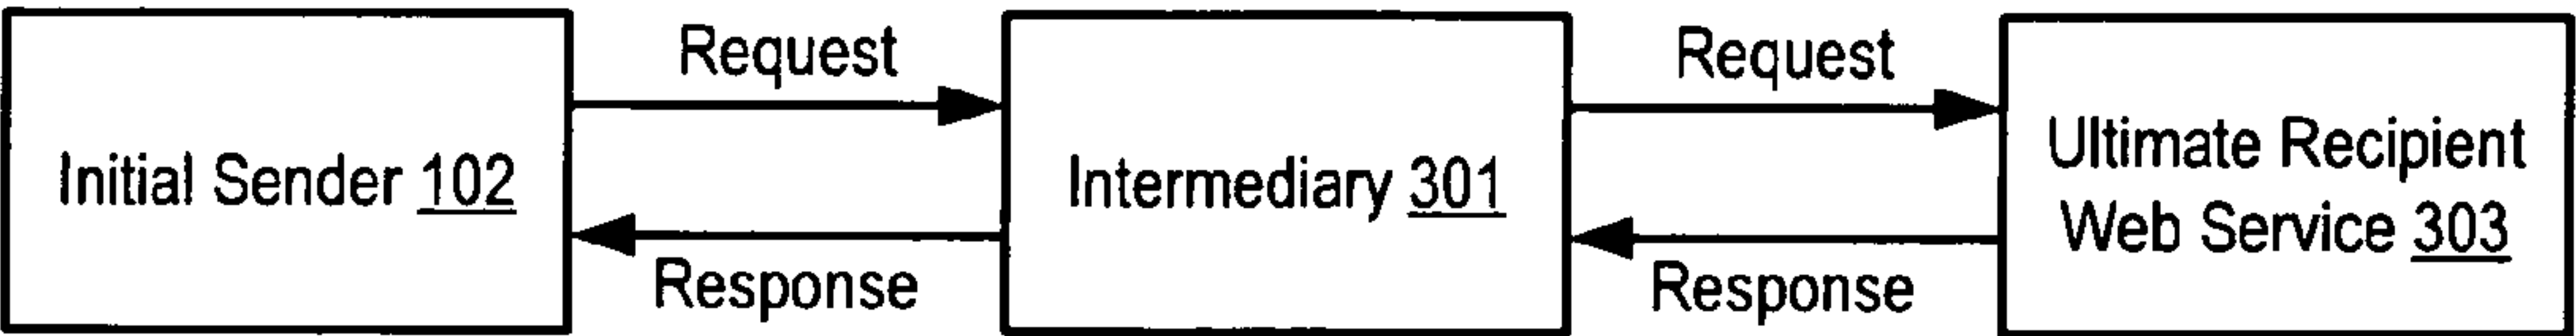 Request
Request
Initial Sender 102
Intermediary 301
Ultimate Recipient
Web Service 303
Response
Response